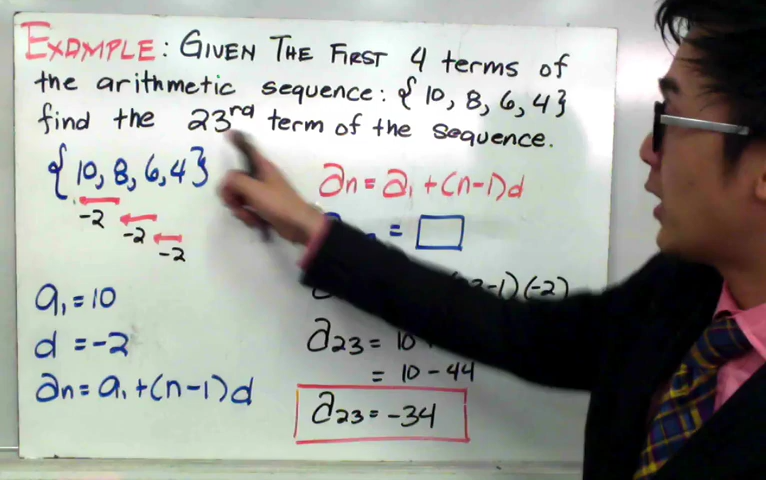 EXAMPLE: GIVEN THE FIRST 4 terms of
the arithmetic sequence: {10, 8, 6, 4}
find the 23rd term of the sequence.
{10, 8, 6, 4}
-2
-2
-2
a₁ = 10
d = -2
an = a₁ + (n-1)d
an = a₁ + (n-1)d
=
-1)(-2)
a23 = 10
= 10 - 44
a23 = -34